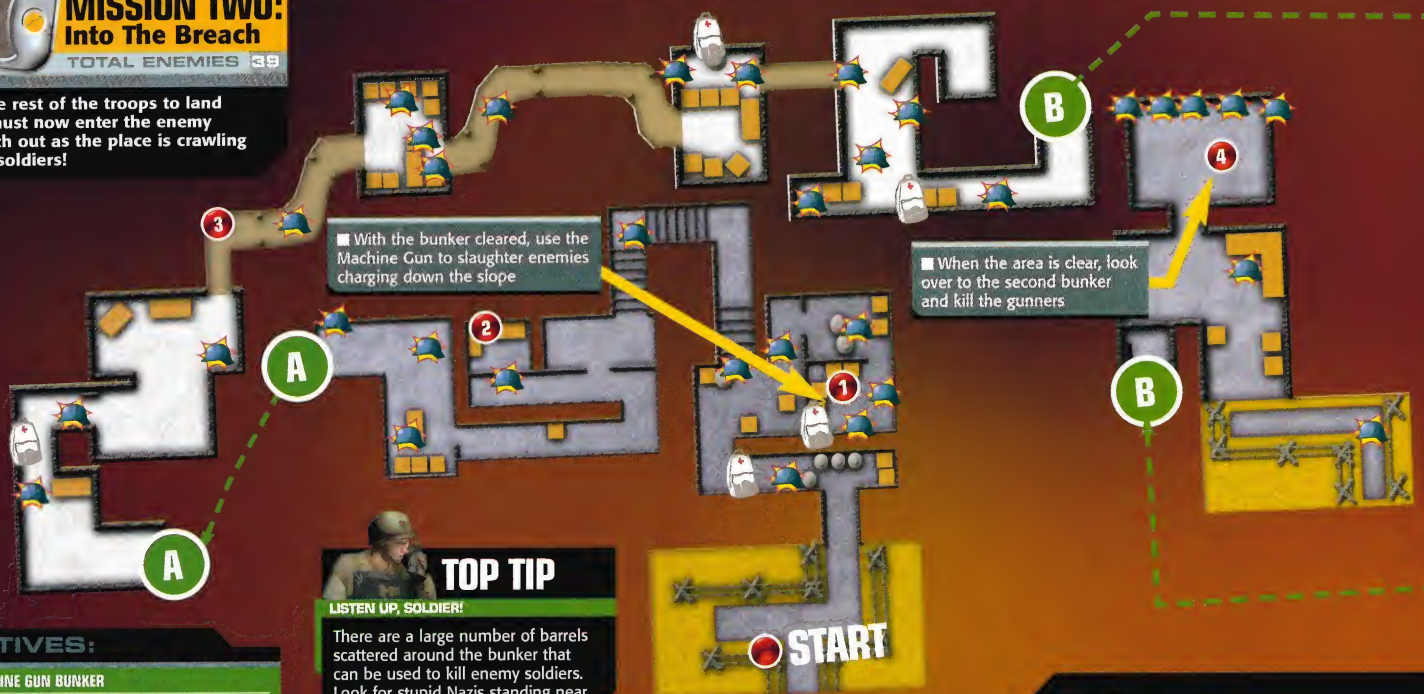 MISSION TWO:
Into The Breach
TOTAL ENEMIES 39
rest of the troops to land
must now enter the enemy
out as the place is crawling
soldiers!
B
4
3
■ With the bunker cleared, use the
Machine Gun to slaughter enemies
charging down the slope
■ When the area is clear, look
over to the second bunker
and kill the gunners
2
A
1
B
A
TOP TIP
LISTEN UP, SOLDIER!
There are a large number of barrels
scattered around the bunker that
can be used to kill enemy soldiers.
Look for stupid Nazis standing near
START
TIVES:
GUN BUNKER